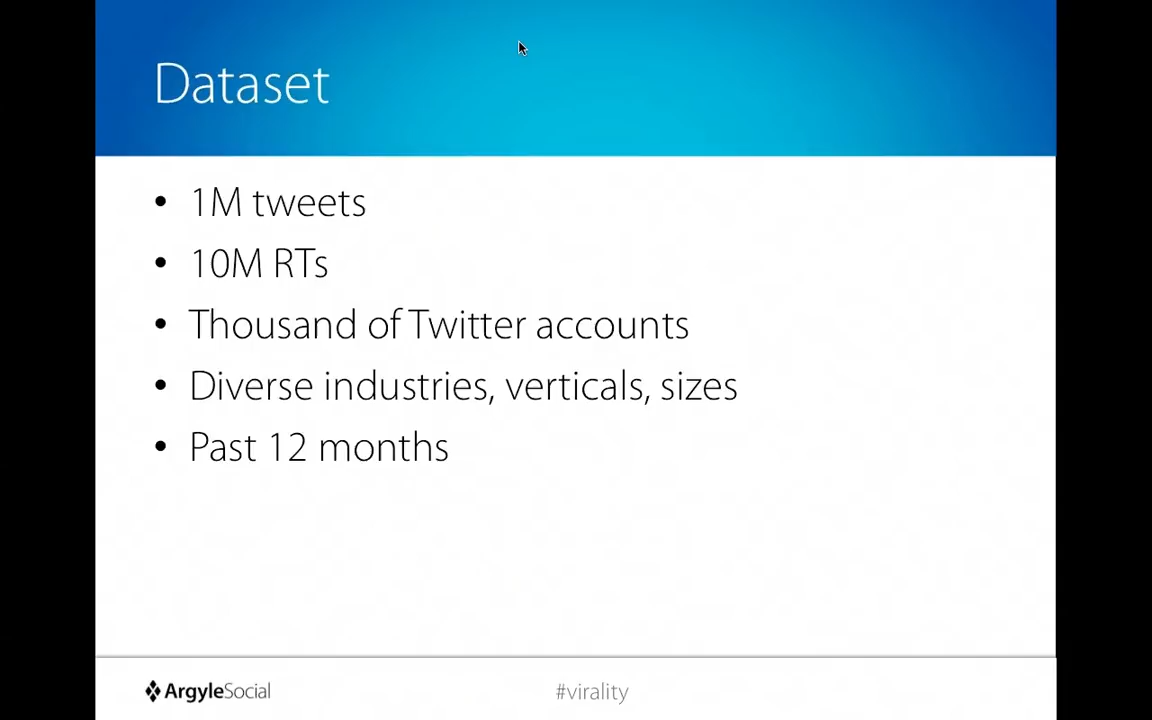 Dataset
• 1M tweets
• 10M RTs
• Thousand of Twitter accounts
• Diverse industries, verticals, sizes
• Past 12 months
ArgyleSocial
#virality